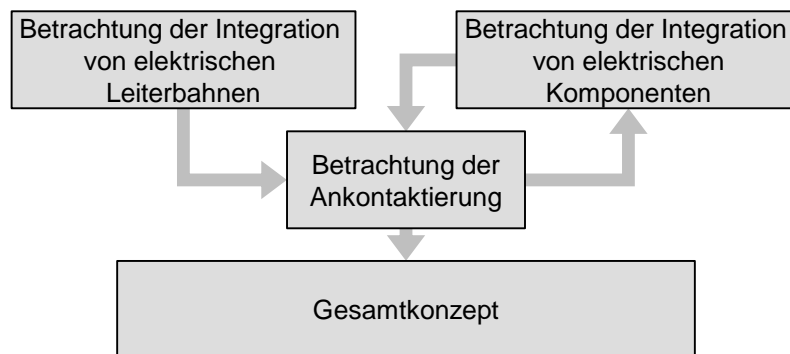 Betrachtung der Integration
von elektrischen
Leiterbahnen
Betrachtung der Integration
von elektrischen
Komponenten
Betrachtung der
Ankontaktierung
Gesamtkonzept